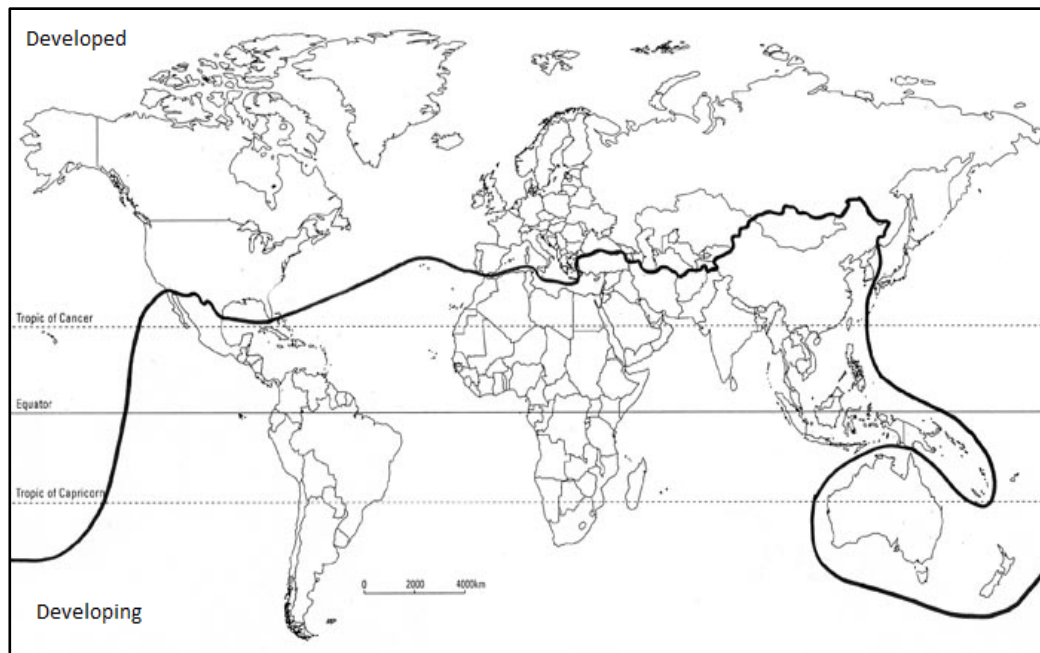 Developed
Tropic of Cancer
Equator
Tropic of Capricorn
0 2000 4000km
Developing